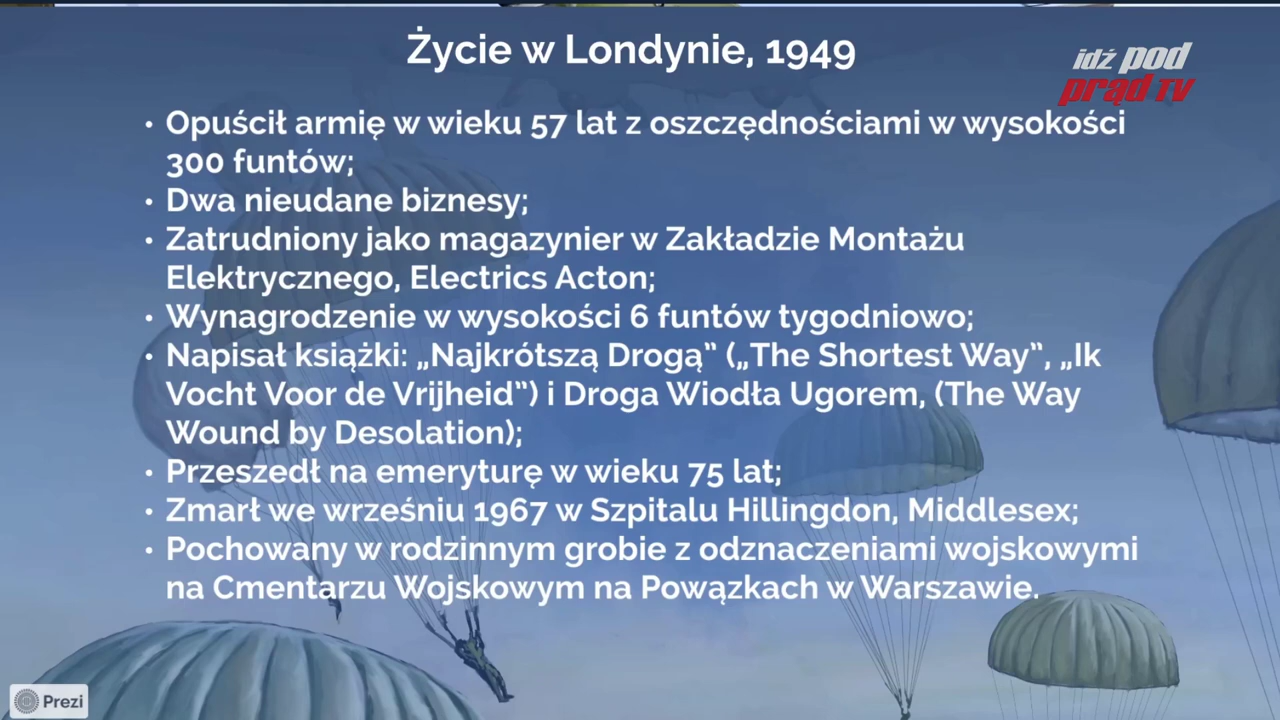 Życie w Londynie, 1949
idź pod
prąd TV
• Opuścił armię w wieku 57 lat z oszczędnościami w wysokości
300 funtów;
• Dwa nieudane biznesy;
• Zatrudniony jako magazynier w Zakładzie Montażu
Elektrycznego, Electrics Acton;
• Wynagrodzenie w wysokości 6 funtów tygodniowo;
• Napisał książki: „Najkrótszą Drogą” („The Shortest Way”, „Ik
Vocht Voor de Vrijheid”) i Droga Wiodła Ugorem, (The Way
Wound by Desolation);
• Przeszedł na emeryturę w wieku 75 lat;
• Zmarł we wrześniu 1967 w Szpitalu Hillingdon, Middlesex;
• Pochowany w rodzinnym grobie z odznaczeniami wojskowymi
na Cmentarzu Wojskowym na Powązkach w Warszawie.
Prezi